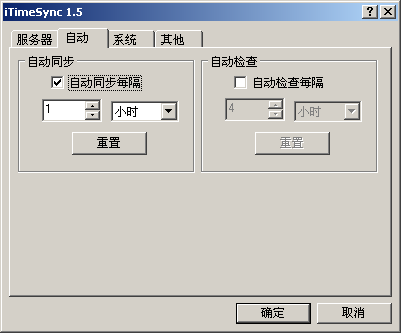 iTimeSync 1.5
服务器 自动 系统 其他
自动同步 自动检查
自动同步每隔 自动检查每隔
1 小时 4 小时
重置 重置
确定 取消